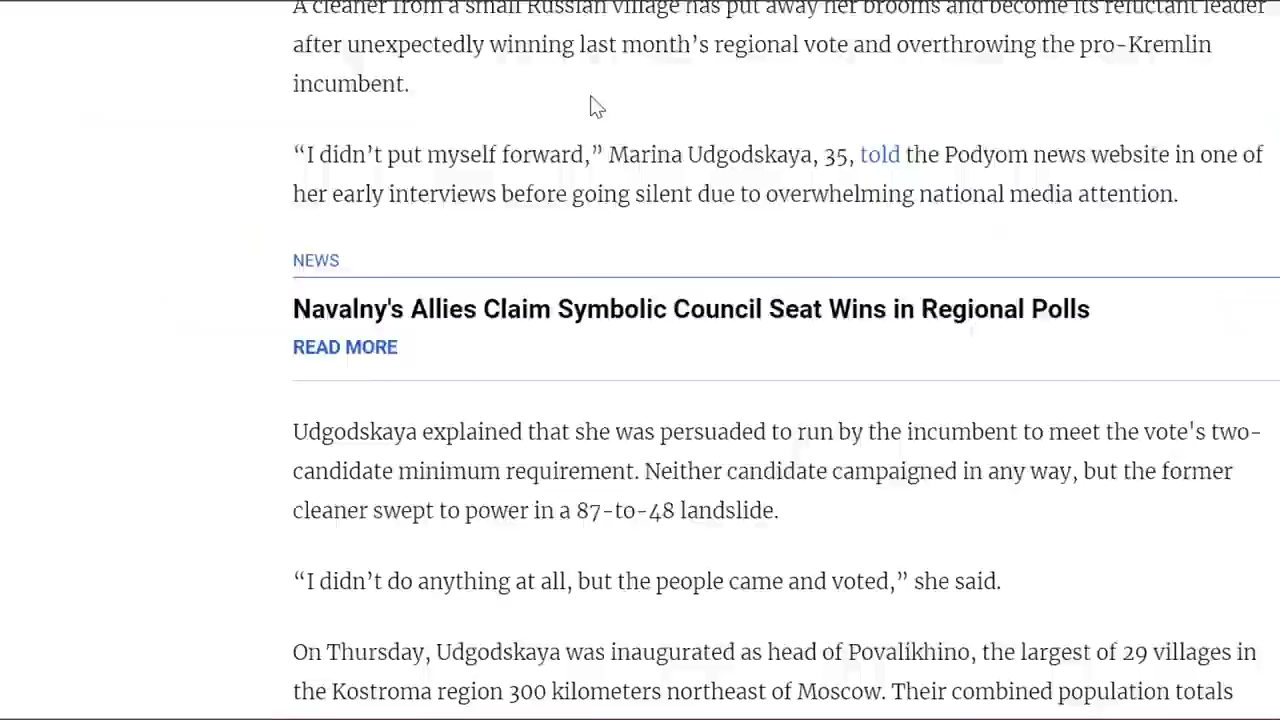 A cleaner from a small Russian village has put away her brooms and become its reluctant leader
after unexpectedly winning last month’s regional vote and overthrowing the pro-Kremlin
incumbent.
“I didn’t put myself forward,” Marina Udgodskaya, 35, told the Podyom news website in one of
her early interviews before going silent due to overwhelming national media attention.
NEWS
Navalny's Allies Claim Symbolic Council Seat Wins in Regional Polls
READ MORE
Udgodskaya explained that she was persuaded to run by the incumbent to meet the vote's two-
candidate minimum requirement. Neither candidate campaigned in any way, but the former
cleaner swept to power in a 87-to-48 landslide.
“I didn’t do anything at all, but the people came and voted,” she said.
On Thursday, Udgodskaya was inaugurated as head of Povalikhino, the largest of 29 villages in
the Kostroma region 300 kilometers northeast of Moscow. Their combined population totals